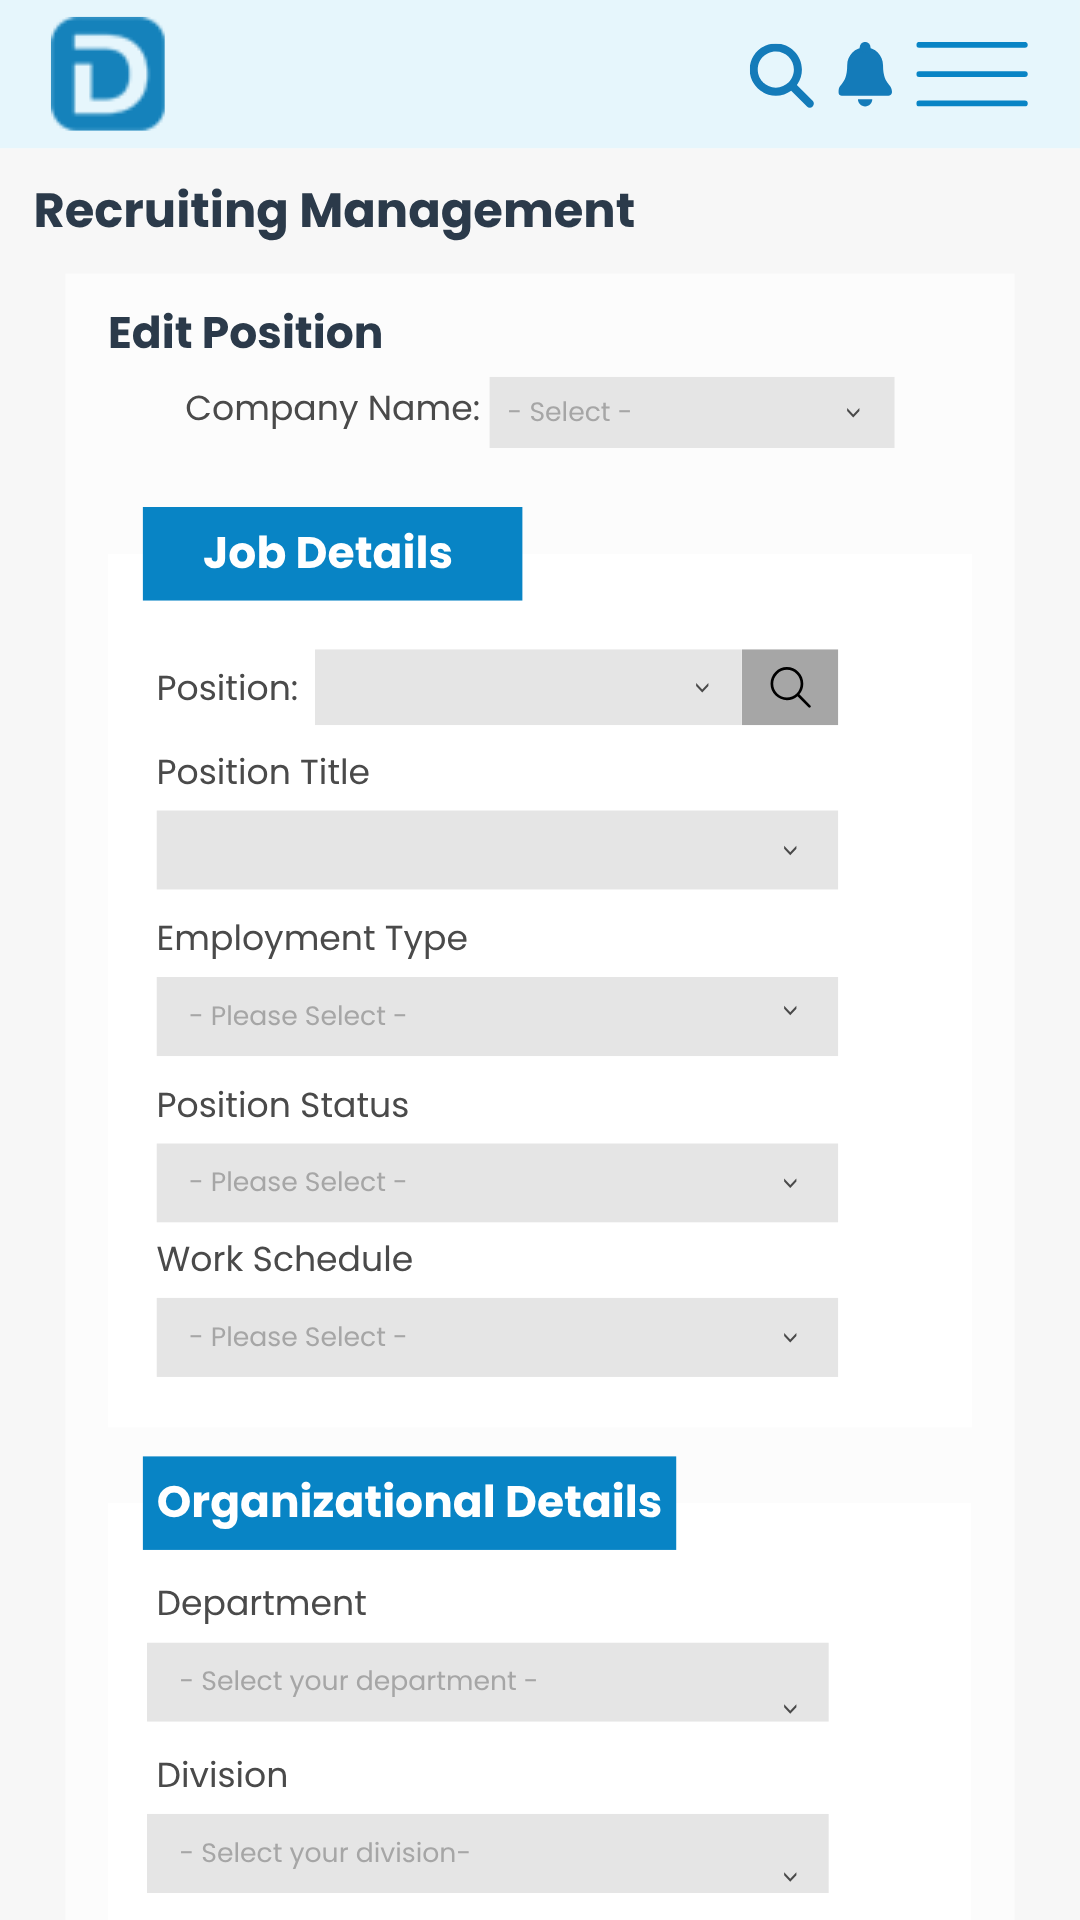 D
Recruiting Management
Edit Position
Company Name: - Select -
Job Details
Position:
Position Title
Employment Type
- Please Select -
Position Status
- Please Select -
Work Schedule
- Please Select -
Organizational Details
Department
- Select your department -
Division
- Select your division-